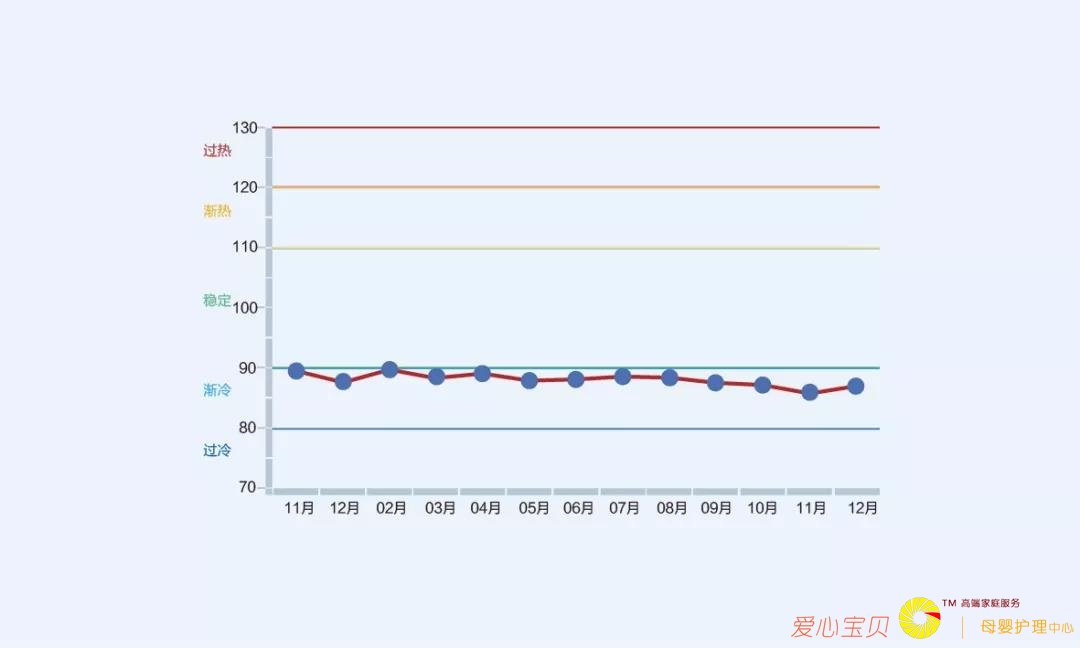 130
过热
120
渐热
110
稳定
100
90
渐冷
80
过冷
70
11月 12月 02月 03月 04月 05月 06月 07月 08月 09月 10月 11月 12月
TM 高端家庭服务
爱心宝贝 母婴护理中心